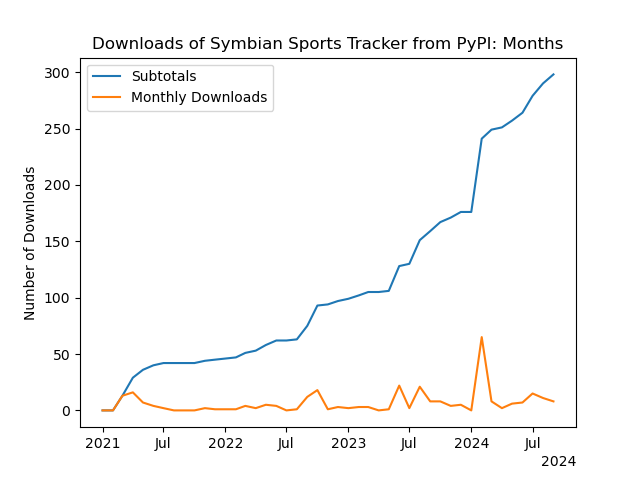 Downloads of Symbian Sports Tracker from PyPI: Months
Subtotals
Monthly Downloads
Number of Downloads
300
250
200
150
100
50
0
2021 Jul 2022 Jul 2023 Jul 2024 Jul
2024